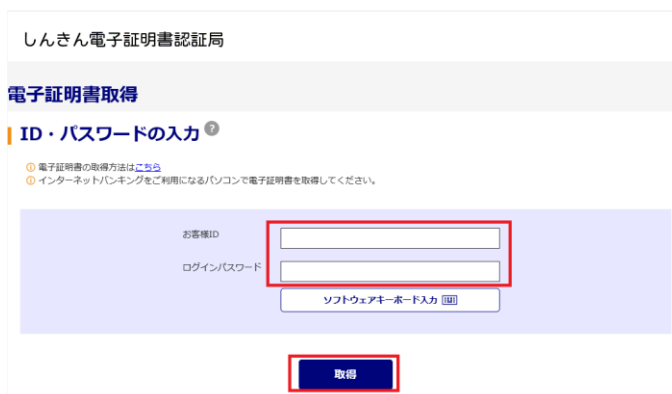 しんきん電子証明書認証局
電子証明書取得
ID・パスワードの入力 ?
① 電子証明書の取得方法はこちら
① インターネットバンキングをご利用になるパソコンで電子証明書を取得してください。
お客様ID
ログインパスワード
ソフトウェアキーボード入力
取得